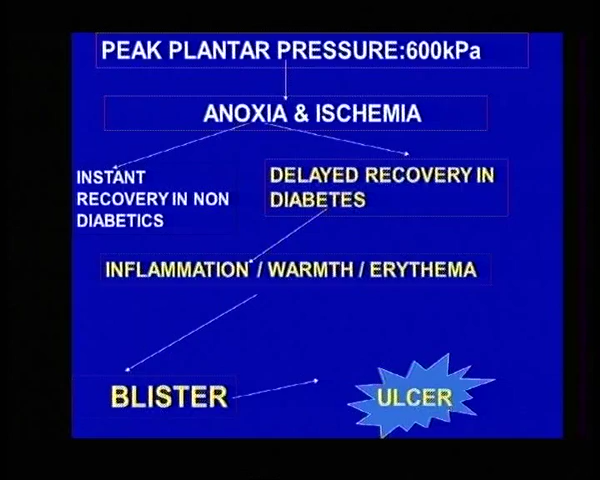 PEAK PLANTAR PRESSURE:600kPa
ANOXIA & ISCHEMIA
INSTANT
RECOVERY IN NON
DIABETICS
DELAYED RECOVERY IN
DIABETES
INFLAMMATION / WARMTH / ERYTHEMA
BLISTER
ULCER